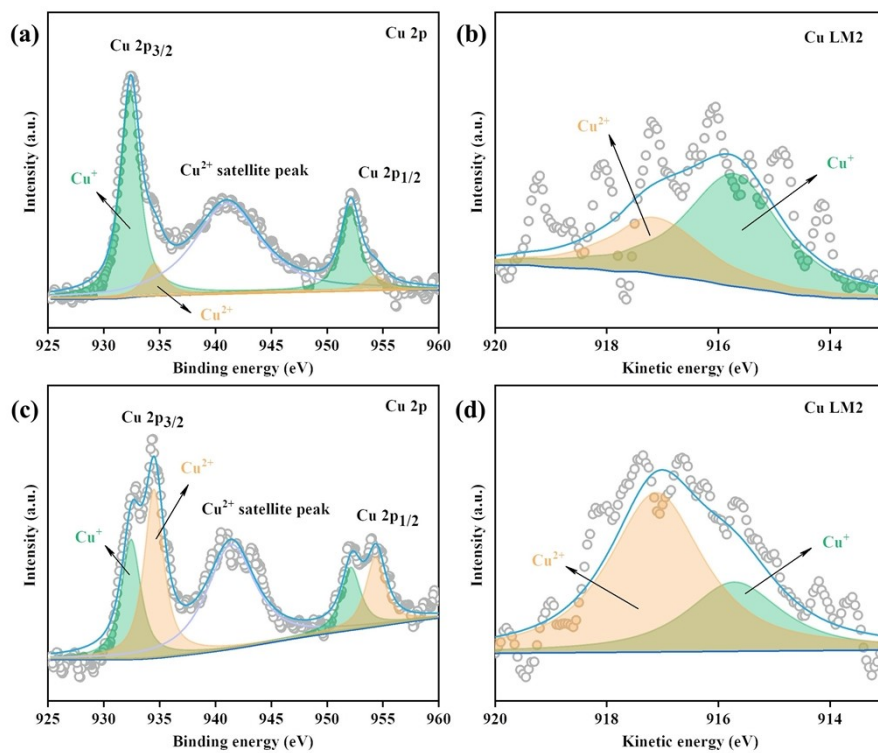 (a)
Cu 2p
Cu 2p3/2
Cu⁺
Cu²⁺ satellite peak
Cu 2p1/2
Cu²⁺
Intensity (a.u.)
925 930 935 940 945 950 955 960
Binding energy (eV)
(b)
Cu LM2
Cu²⁺
Cu⁺
Intensity (a.u.)
920 918 916 914
Kinetic energy (eV)
(c)
Cu 2p
Cu 2p3/2
Cu²⁺
Cu⁺
Cu²⁺ satellite peak
Cu 2p1/2
Intensity (a.u.)
925 930 935 940 945 950 955 960
Binding energy (eV)
(d)
Cu LM2
Cu²⁺
Cu⁺
Intensity (a.u.)
920 918 916 914
Kinetic energy (eV)